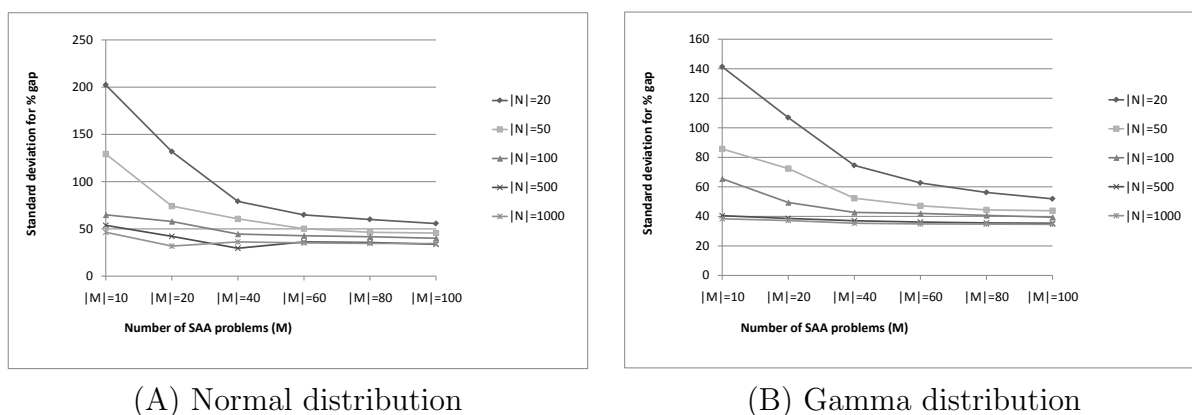 250
200
150
100
50
0
Standard deviation for % gap
|M|=10 |M|=20 |M|=40 |M|=60 |M|=80 |M|=100
Number of SAA problems (M)
|N|=20
|N|=50
|N|=100
|N|=500
|N|=1000
(A) Normal distribution
160
140
120
100
80
60
40
20
0
Standard deviation for % gap
|M|=10 |M|=20 |M|=40 |M|=60 |M|=80 |M|=100
Number of SAA problems (M)
|N|=20
|N|=50
|N|=100
|N|=500
|N|=1000
(B) Gamma distribution